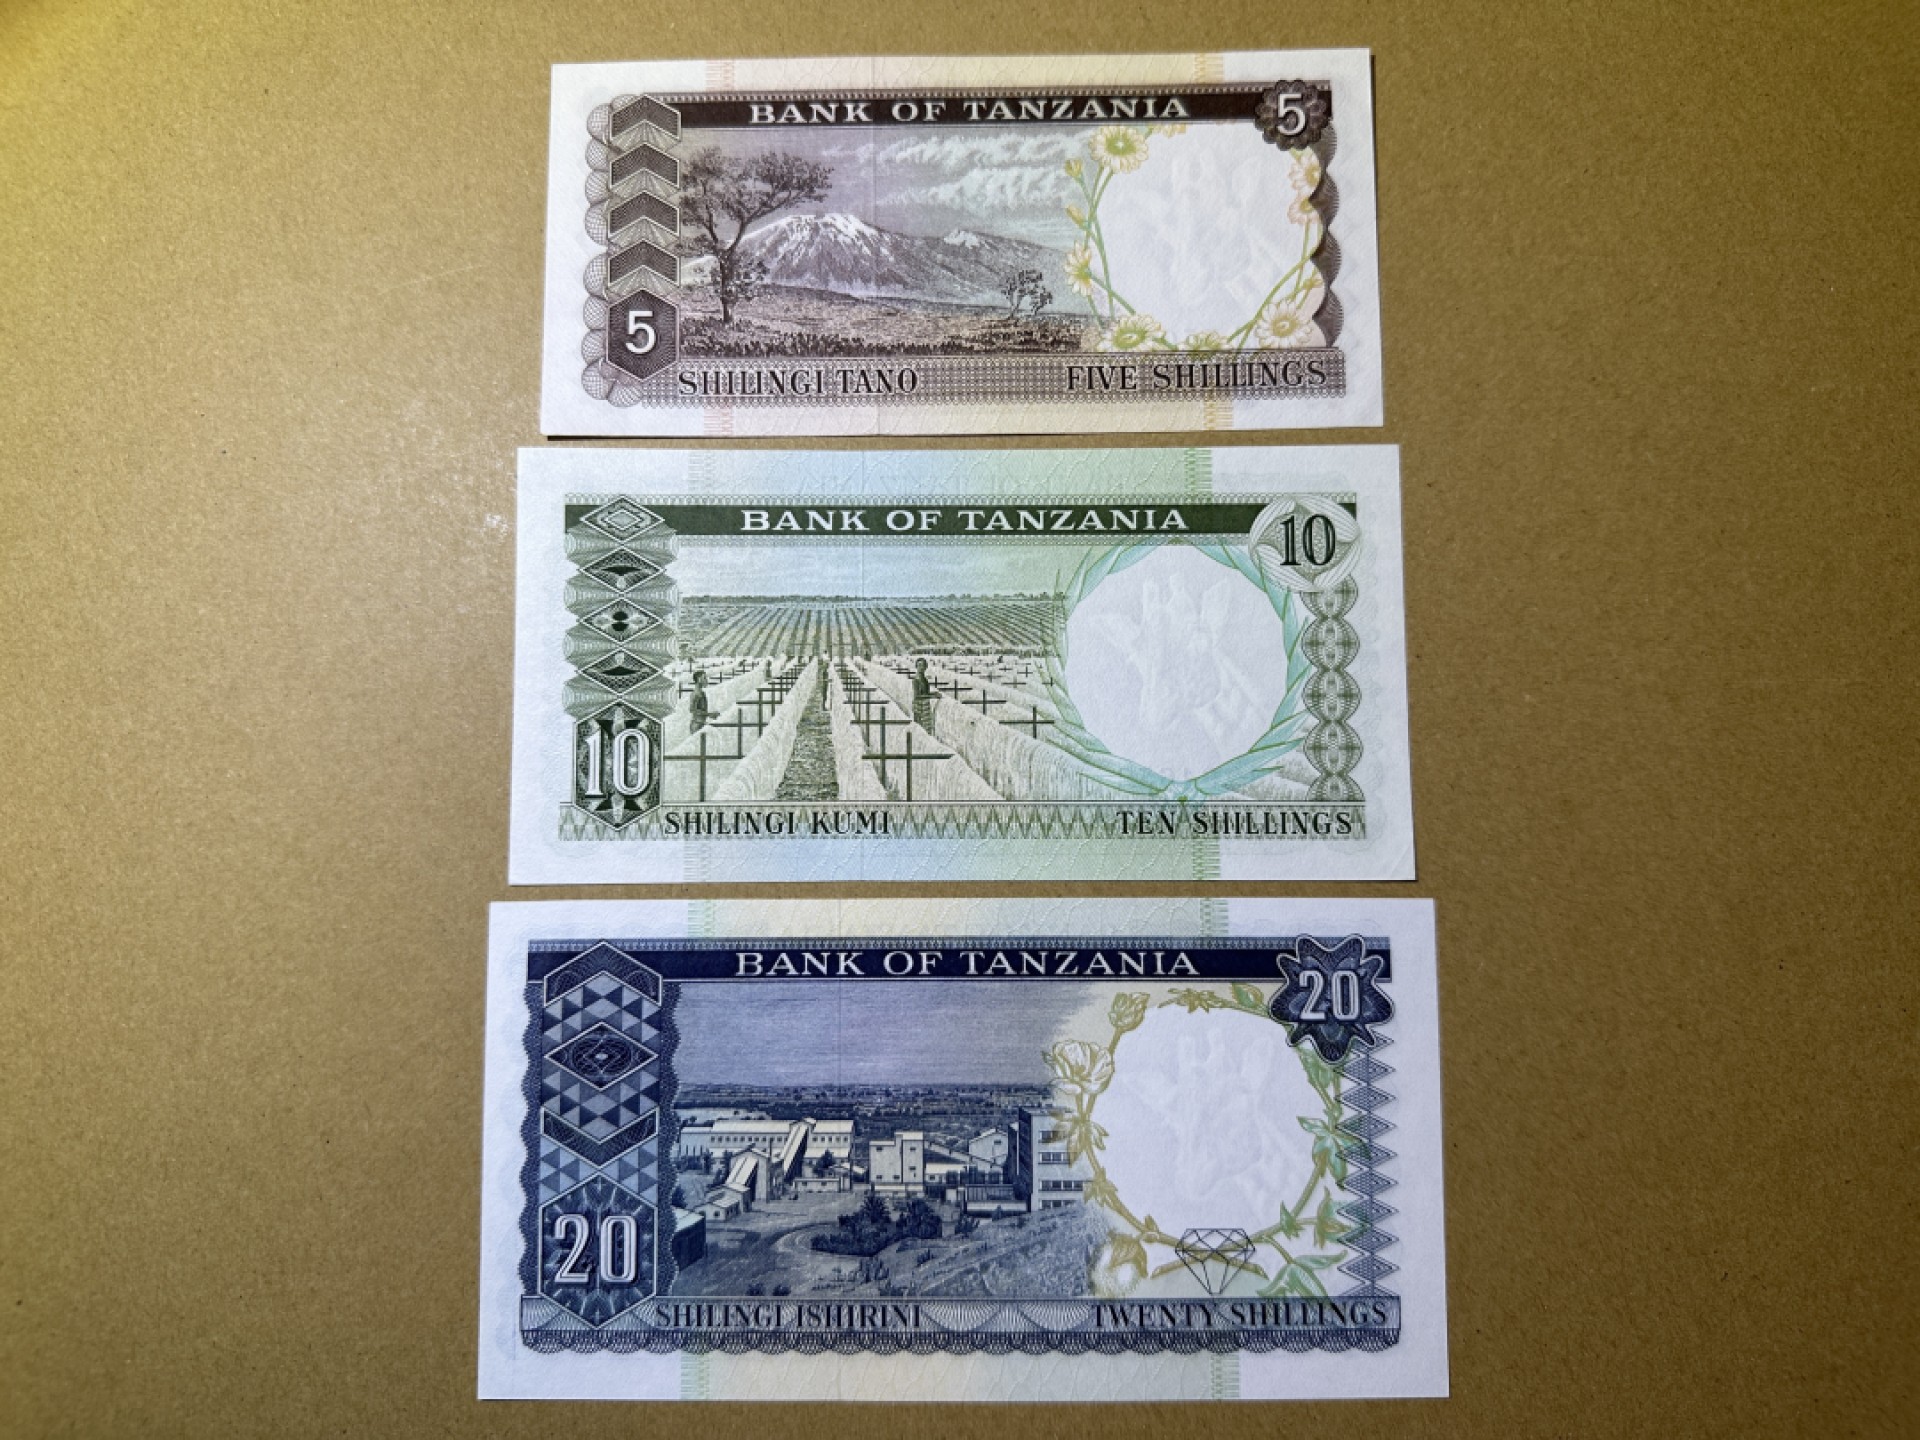 BANK OF TANZANIA 5
5
SHILINGI TANO FIVE SHILLINGS
BANK OF TANZANIA 10
10
SHILINGI KUMI TEN SHILLINGS
BANK OF TANZANIA 20
20
SHILINGI ISHIRINI TWENTY SHILLINGS